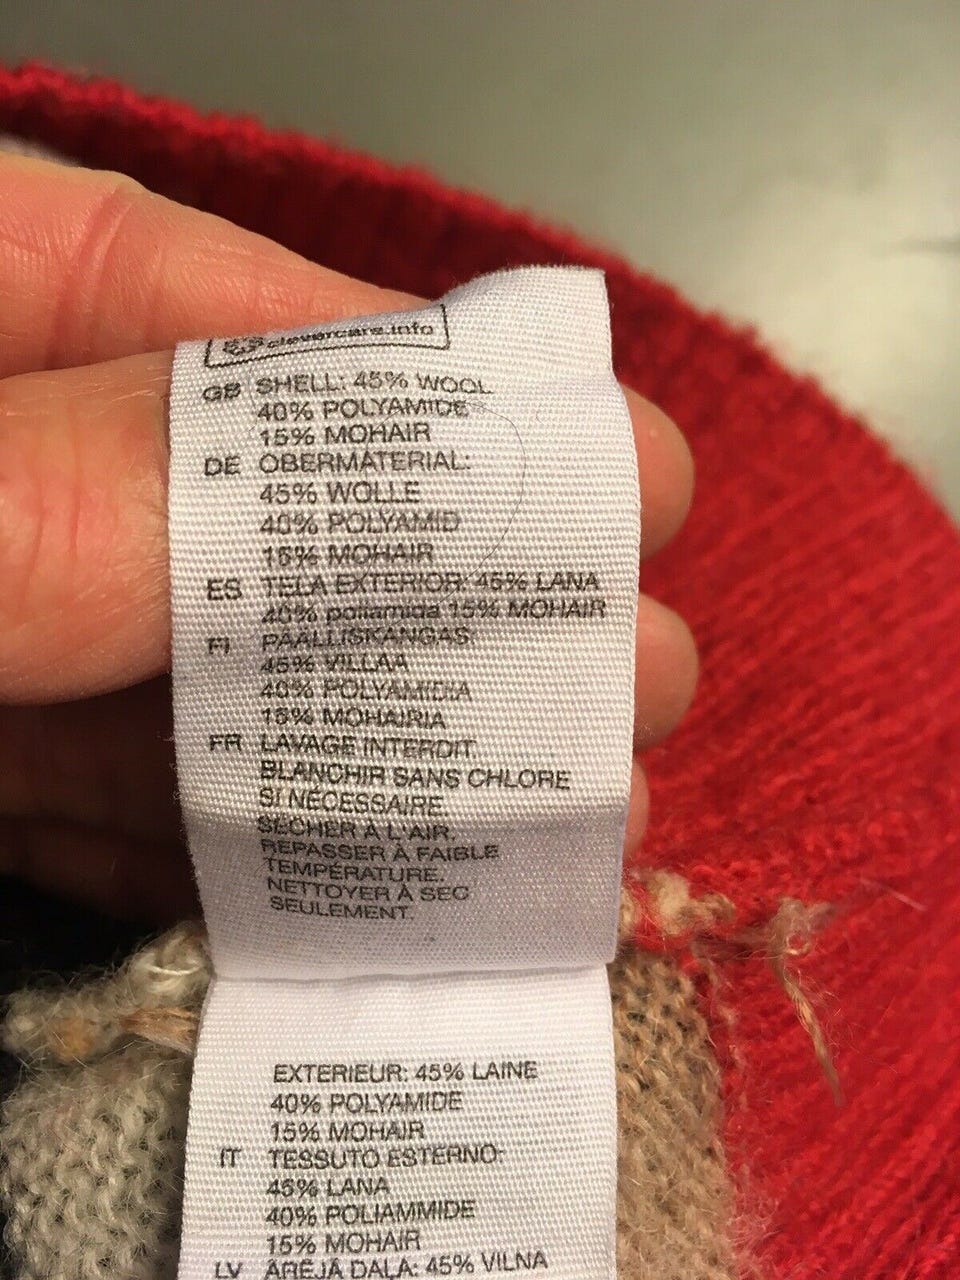 clevercare.info
GB SHELL: 45% WOOL
40% POLYAMIDE
15% MOHAIR
DE OBERMATERIAL:
45% WOLLE
40% POLYAMID
15% MOHAIR
ES TELA EXTERIOR: 45% LANA
40% poliamida 15% MOHAIR
FI PÄÄLLISKANGAS:
45% VILLAA
40% POLYAMIDIA
15% MOHAIRIA
FR LAVAGE INTERDIT.
BLANCHIR SANS CHLORE
SI NÉCESSAIRE.
SÉCHER À L'AIR.
REPASSER À FAIBLE
TEMPÉRATURE.
NETTOYER À SEC
SEULEMENT.
EXTERIEUR: 45% LAINE
40% POLYAMIDE
15% MOHAIR
IT TESSUTO ESTERNO:
45% LANA
40% POLIAMMIDE
15% MOHAIR
LV ĀRĒJĀ DAĻA: 45% VILNA